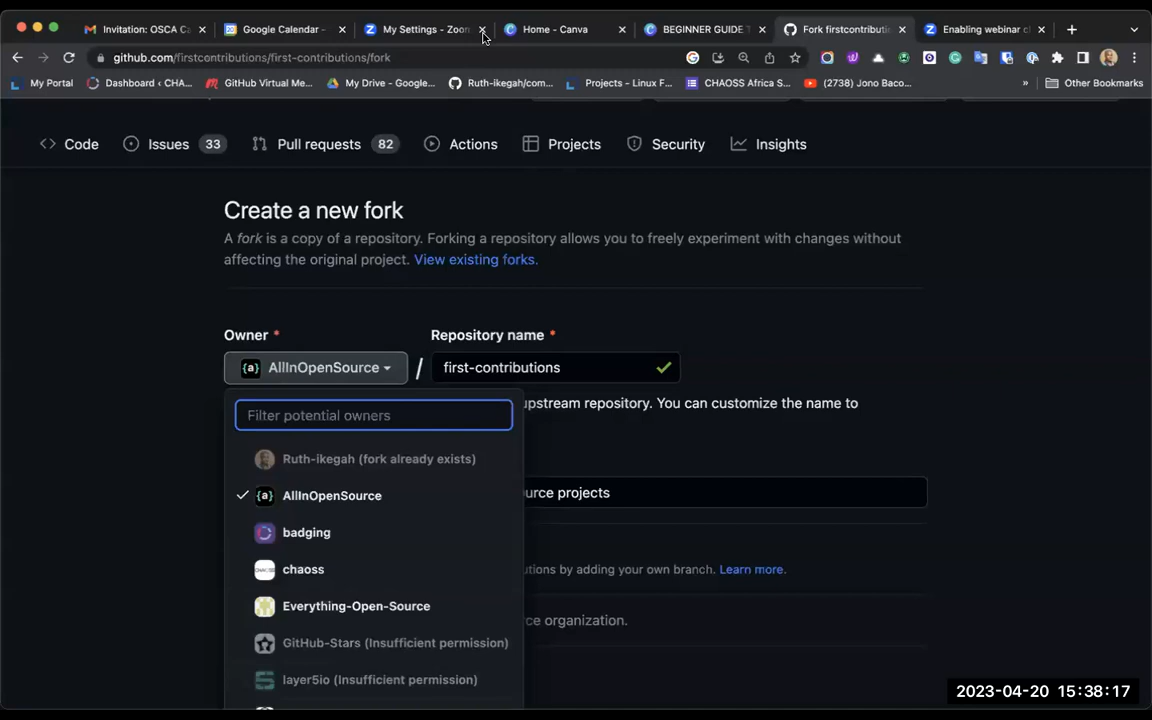 Invitation: OSCA Ca
Google Calendar -
My Settings - Zoom
Home - Canva
BEGINNER GUIDE T
Fork firstcontributi
Enabling webinar cl
github.com/firstcontributions/first-contributions/fork
My Portal
Dashboard ‹ CHA...
GitHub Virtual Me...
My Drive - Google...
Ruth-ikegah/com...
Projects - Linux F...
CHAOSS Africa S...
(2738) Jono Baco...
»
Other Bookmarks
Code
Issues 33
Pull requests 82
Actions
Projects
Security
Insights
Create a new fork
A fork is a copy of a repository. Forking a repository allows you to freely experiment with changes without
affecting the original project. View existing forks.
Owner *
Repository name *
{a} AllInOpenSource
/
first-contributions
Filter potential owners
upstream repository. You can customize the name to
Ruth-ikegah (fork already exists)
{a} AllInOpenSource
urce projects
badging
chaoss
utions by adding your own branch. Learn more.
Everything-Open-Source
ce organization.
GitHub-Stars (Insufficient permission)
layer5io (Insufficient permission)
2023-04-20 15:38:17